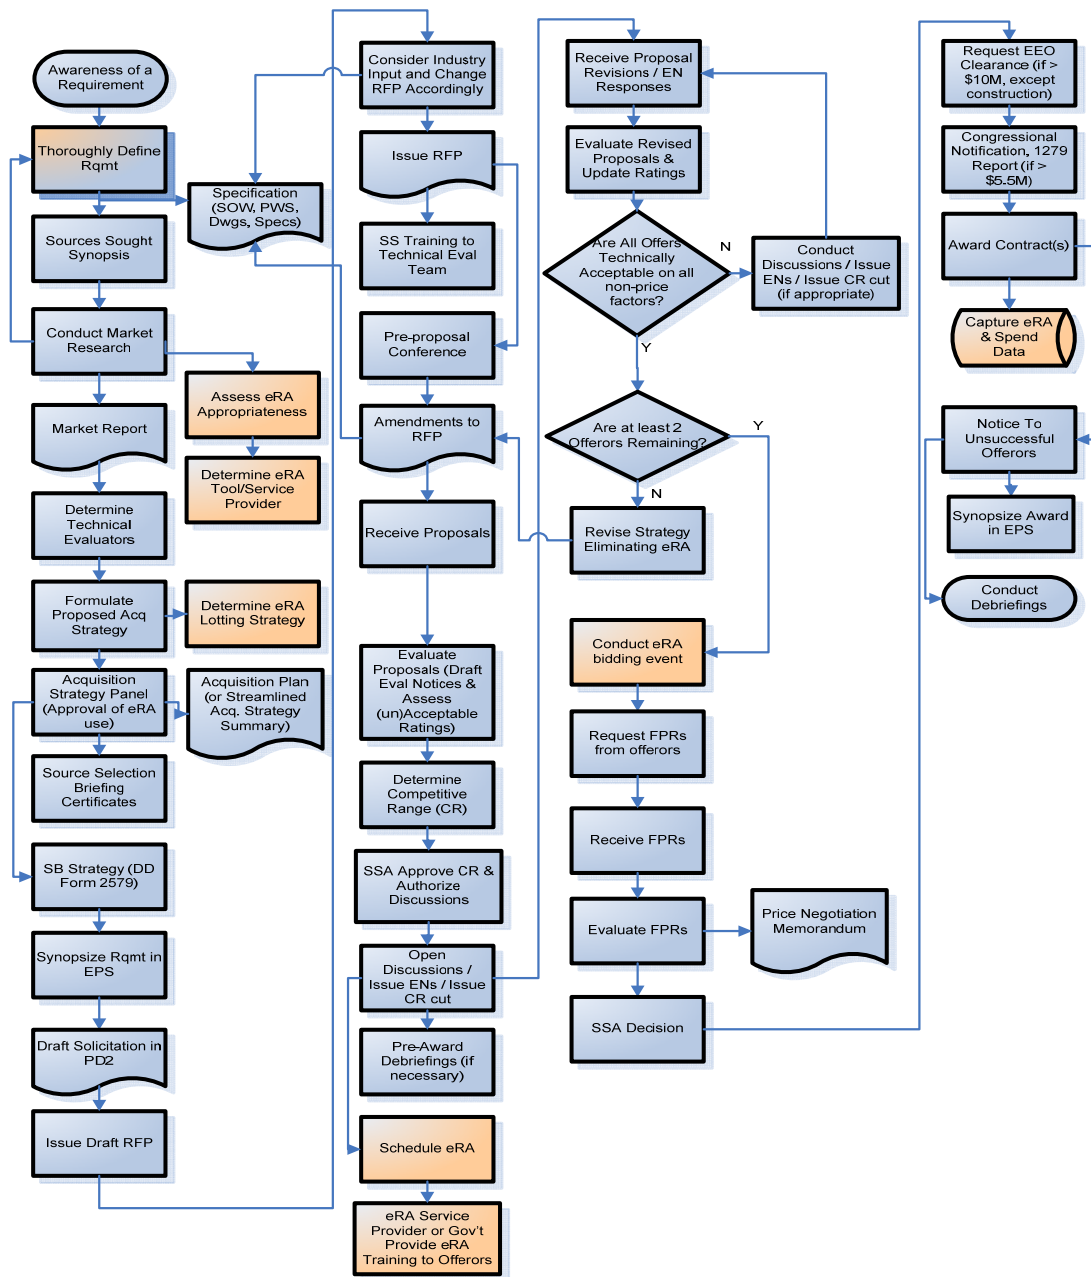 Awareness of a
Requirement
Thoroughly Define
Rqmt
Sources Sought
Synopsis
Conduct Market
Research
Market Report
Determine
Technical
Evaluators
Formulate
Proposed Acq
Strategy
Acquisition
Strategy Panel
(Approval of eRA
use)
Source Selection
Briefing
Certificates
SB Strategy (DD
Form 2579)
Synopsize Rqmt in
EPS
Draft Solicitation in
PD2
Issue Draft RFP
Specification
(SOW, PWS,
Dwgs, Specs)
Assess eRA
Appropriateness
Determine eRA
Tool/Service
Provider
Determine eRA
Lotting Strategy
Acquisition Plan
(or Streamlined
Acq. Strategy
Summary)
Consider Industry
Input and Change
RFP Accordingly
Issue RFP
SS Training to
Technical Eval
Team
Pre-proposal
Conference
Amendments to
RFP
Receive Proposals
Evaluate
Proposals (Draft
Eval Notices &
Assess
(un)Acceptable
Ratings)
Determine
Competitive
Range (CR)
SSA Approve CR &
Authorize
Discussions
Open
Discussions /
Issue ENs / Issue
CR cut
Pre-Award
Debriefings (if
necessary)
Schedule eRA
eRA Service
Provider or Gov't
Provide eRA
Training to Offerors
Receive Proposal
Revisions / EN
Responses
Evaluate Revised
Proposals &
Update Ratings
Are All Offers
Technically
Acceptable on all
non-price
factors?
N
Y
Conduct
Discussions / Issue
ENs / Issue CR cut
(if appropriate)
Are at least 2
Offerors Remaining?
Y
N
Revise Strategy
Eliminating eRA
Conduct eRA
bidding event
Request FPRs
from offerors
Receive FPRs
Evaluate FPRs
Price Negotiation
Memorandum
SSA Decision
Request EEO
Clearance (if >
$10M, except
construction)
Congressional
Notification, 1279
Report (if >
$5.5M)
Award Contract(s)
Capture eRA
& Spend
Data
Notice To
Unsuccessful
Offerors
Synopsize Award
in EPS
Conduct
Debriefings